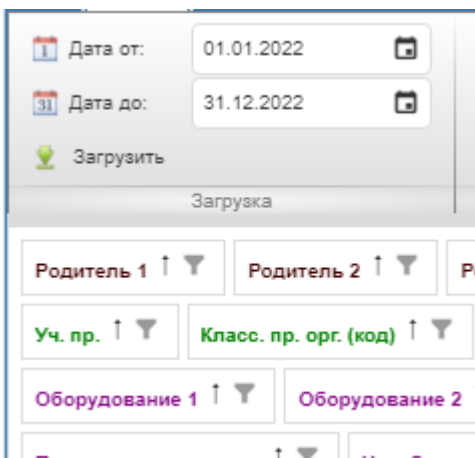 Дата от: 01.01.2022
Дата до: 31.12.2022
Загрузить
Загрузка
Родитель 1 Родитель 2
Уч. пр. Класс. пр. орг. (код)
Оборудование 1 Оборудование 2